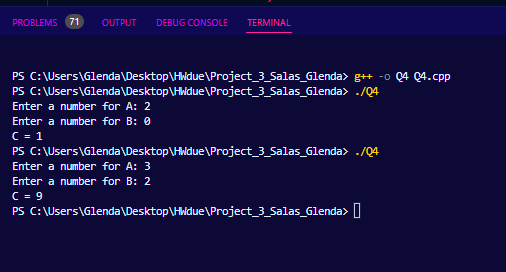 PROBLEMS 71 OUTPUT DEBUG CONSOLE TERMINAL
PS C:\Users\Glenda\Desktop\HWdue\Project_3_Salas_Glenda> g++ -o Q4 Q4.cpp
PS C:\Users\Glenda\Desktop\HWdue\Project_3_Salas_Glenda> ./Q4
Enter a number for A: 2
Enter a number for B: 0
C = 1
PS C:\Users\Glenda\Desktop\HWdue\Project_3_Salas_Glenda> ./Q4
Enter a number for A: 3
Enter a number for B: 2
C = 9
PS C:\Users\Glenda\Desktop\HWdue\Project_3_Salas_Glenda>